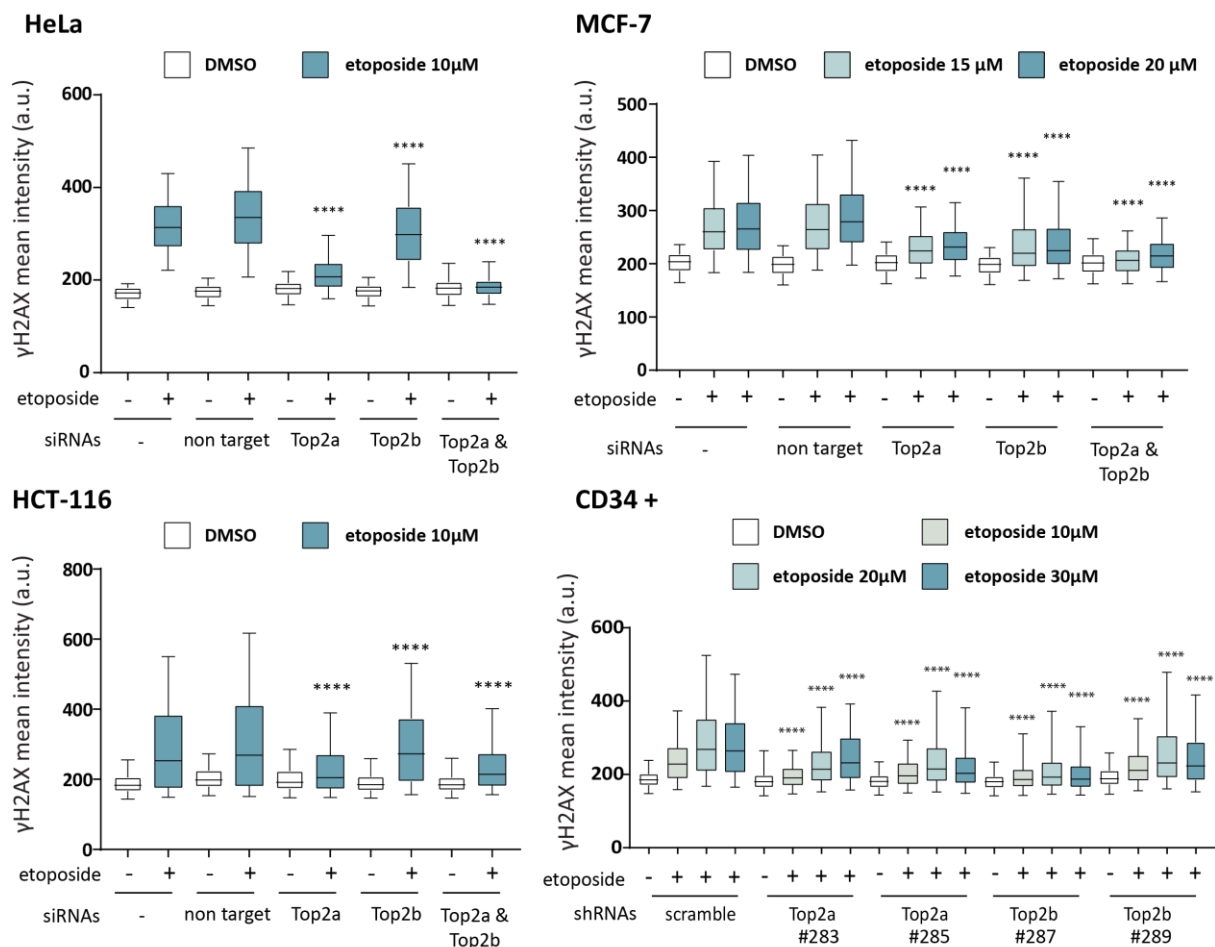 HeLa
DMSO etoposide 10μM
γH2AX mean intensity (a.u.)
600
400
200
0
**** **** ****
etoposide - + - + - + - + - +
siRNAs - non target Top2a Top2b Top2a &
Top2b
MCF-7
DMSO etoposide 15 μM etoposide 20 μM
γH2AX mean intensity (a.u.)
500
400
300
200
100
0
**** **** **** **** **** ****
etoposide - + + - + + - + + - + + - + +
siRNAs - non target Top2a Top2b Top2a &
Top2b
HCT-116
DMSO etoposide 10μM
γH2AX mean intensity (a.u.)
800
600
400
200
0
**** **** ****
etoposide - + - + - + - + - +
siRNAs - non target Top2a Top2b Top2a &
Top2b
CD34 +
DMSO etoposide 10μM
etoposide 20μM etoposide 30μM
γH2AX mean intensity (a.u.)
600
400
200
0
**** **** **** **** **** **** **** **** **** **** **** ****
etoposide - + + + - + + + - + + + - + + + - + + +
shRNAs scramble Top2a Top2a Top2b Top2b
#283 #285 #287 #289